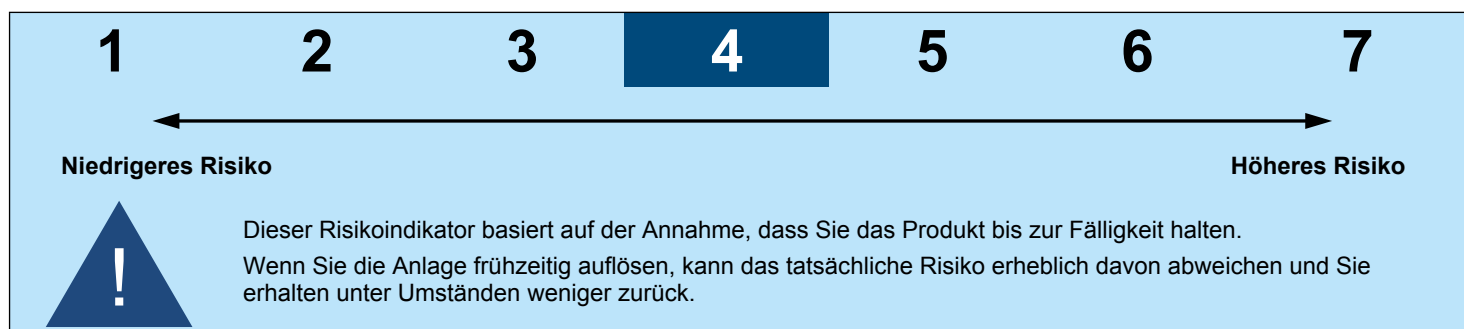 1 2 3 4 5 6 7
Niedrigeres Risiko Höheres Risiko
!
Dieser Risikoindikator basiert auf der Annahme, dass Sie das Produkt bis zur Fälligkeit halten.
Wenn Sie die Anlage frühzeitig auflösen, kann das tatsächliche Risiko erheblich davon abweichen und Sie
erhalten unter Umständen weniger zurück.